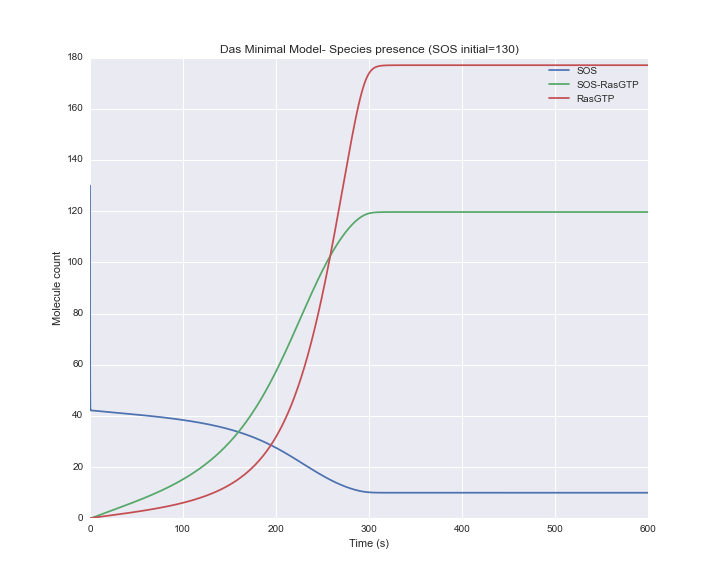 Das Minimal Model- Species presence (SOS initial=130)
180
160
140
120
100
80
60
40
20
0
Molecule count
SOS
SOS-RasGTP
RasGTP
0 100 200 300 400 500 600
Time (s)